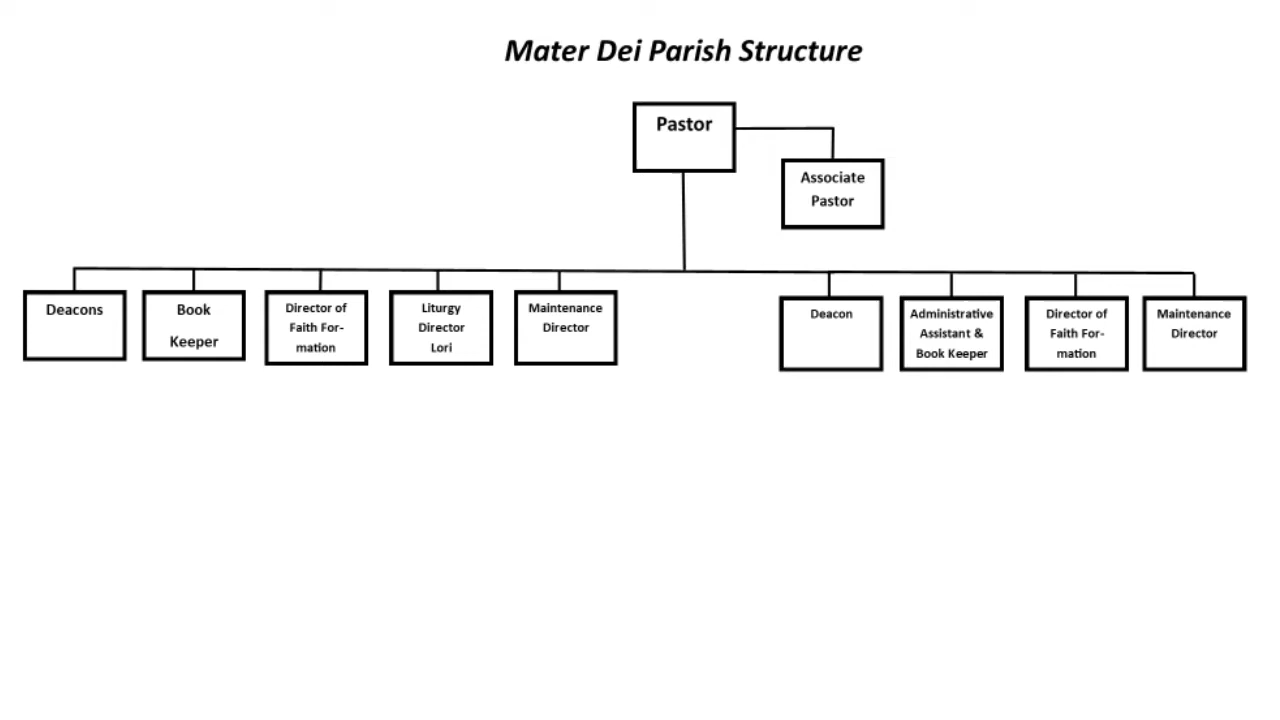 Mater Dei Parish Structure
Pastor
Associate
Pastor
Deacons
Book
Keeper
Director of
Faith For-
mation
Liturgy
Director
Lori
Maintenance
Director
Deacon
Administrative
Assistant &
Book Keeper
Director of
Faith For-
mation
Maintenance
Director